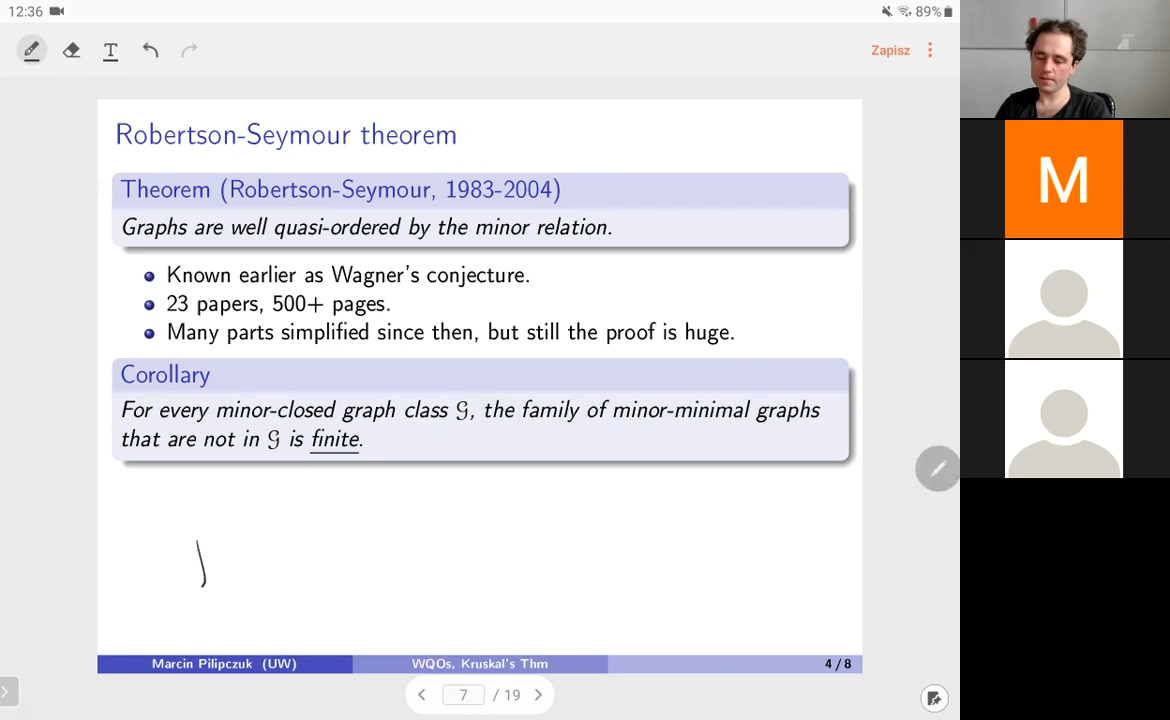 12:36
89%
T
Zapisz
Robertson-Seymour theorem
Theorem (Robertson-Seymour, 1983-2004)
Graphs are well quasi-ordered by the minor relation.
Known earlier as Wagner's conjecture.
23 papers, 500+ pages.
Many parts simplified since then, but still the proof is huge.
Corollary
For every minor-closed graph class 𝒢, the family of minor-minimal graphs
that are not in 𝒢 is finite.
Marcin Pilipczuk (UW)
WQOs, Kruskal's Thm
4/8
7 / 19
M